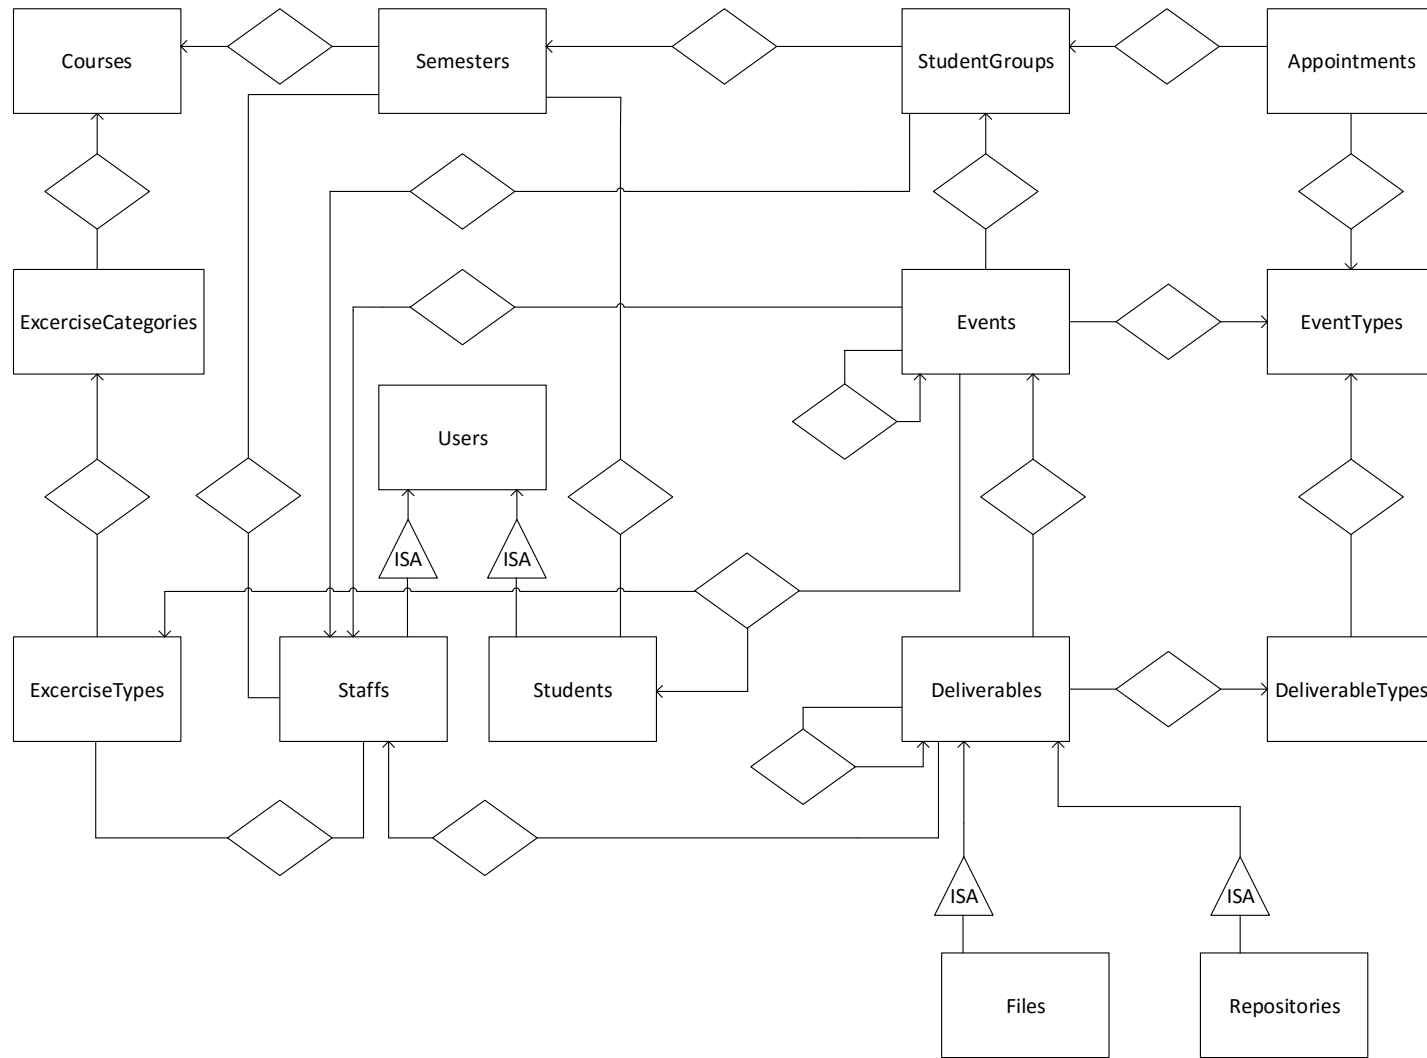 Courses
Semesters
StudentGroups
Appointments
ExcerciseCategories
Events
EventTypes
Users
ISA
ISA
ExcerciseTypes
Staffs
Students
Deliverables
DeliverableTypes
ISA
ISA
Files
Repositories